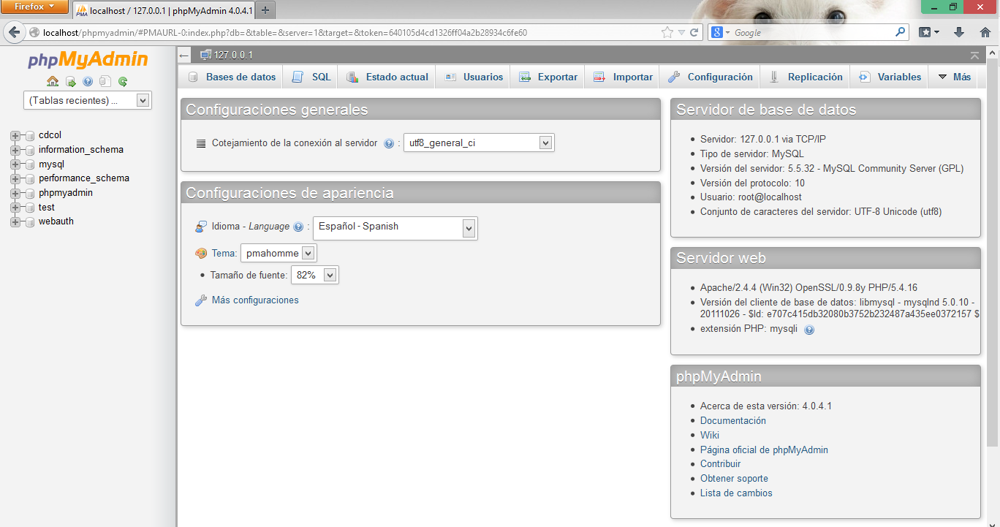 Firefox
localhost / 127.0.0.1 | phpMyAdmin 4.0.4.1
localhost/phpmyadmin/#PMAURL-0:index.php?db=&table=&server=1&target=&token=640105d4cd1326ff04a2b28934c6fe60
Google
phpMyAdmin
(Tablas recientes) ...
cdcol
information_schema
mysql
performance_schema
phpmyadmin
test
webauth
127.0.0.1
Bases de datos SQL Estado actual Usuarios Exportar Importar Configuración Replicación Variables Más
Configuraciones generales
Cotejamiento de la conexión al servidor : utf8_general_ci
Configuraciones de apariencia
Idioma - Language : Español - Spanish
Tema: pmahomme
Tamaño de fuente: 82%
Más configuraciones
Servidor de base de datos
Servidor: 127.0.0.1 via TCP/IP
Tipo de servidor: MySQL
Versión del servidor: 5.5.32 - MySQL Community Server (GPL)
Versión del protocolo: 10
Usuario: root@localhost
Conjunto de caracteres del servidor: UTF-8 Unicode (utf8)
Servidor web
Apache/2.4.4 (Win32) OpenSSL/0.9.8y PHP/5.4.16
Versión del cliente de base de datos: libmysql - mysqlnd 5.0.10 -
20111026 - $Id: e707c415db32080b3752b232487a435ee0372157 $
extensión PHP: mysqli
phpMyAdmin
Acerca de esta versión: 4.0.4.1
Documentación
Wiki
Página oficial de phpMyAdmin
Contribuir
Obtener soporte
Lista de cambios